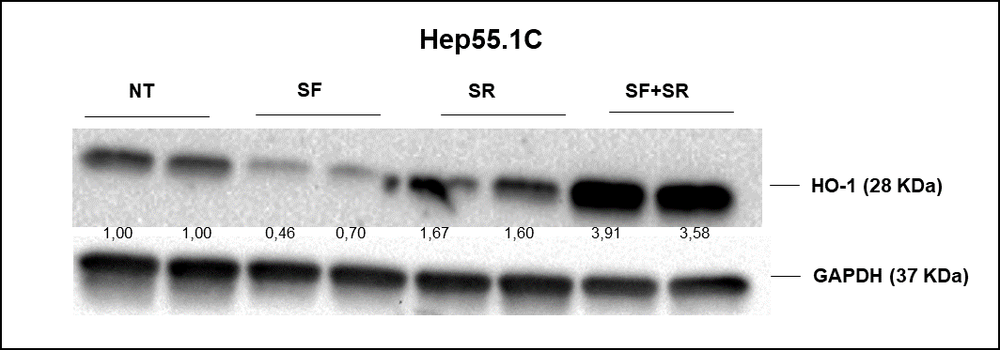 Hep55.1C
NT SF SR SF+SR
HO-1 (28 KDa)
1,00 1,00 0,46 0,70 1,67 1,60 3,91 3,58
GAPDH (37 KDa)